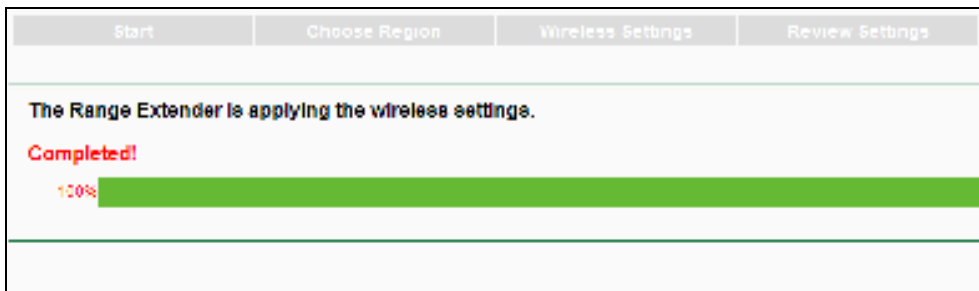 Start Choose Region Wireless Settings Review Settings
The Range Extender is applying the wireless settings.
Completed!
100%